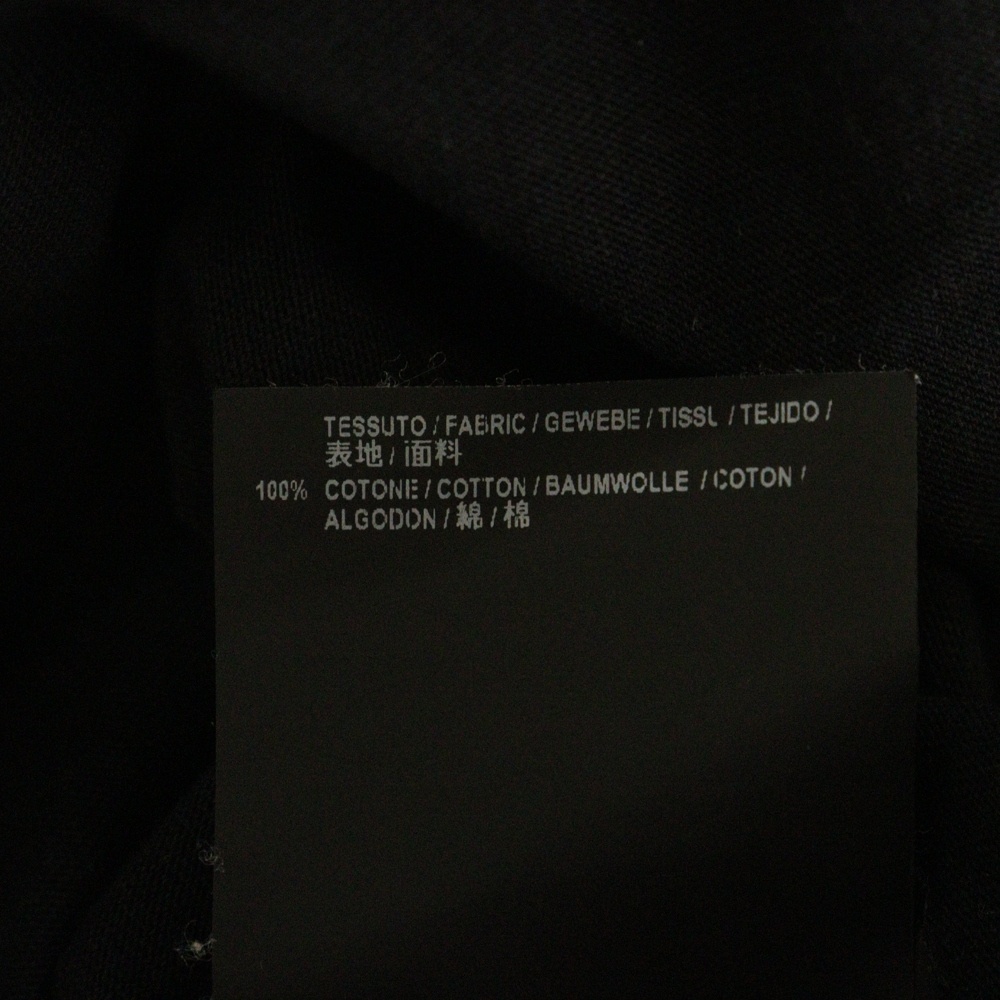 TESSUTO / FABRIC / GEWEBE / TISSU / TEJIDO /
表地 / 面料
100% COTONE / COTTON / BAUMWOLLE / COTON /
ALGODON / 綿 / 棉